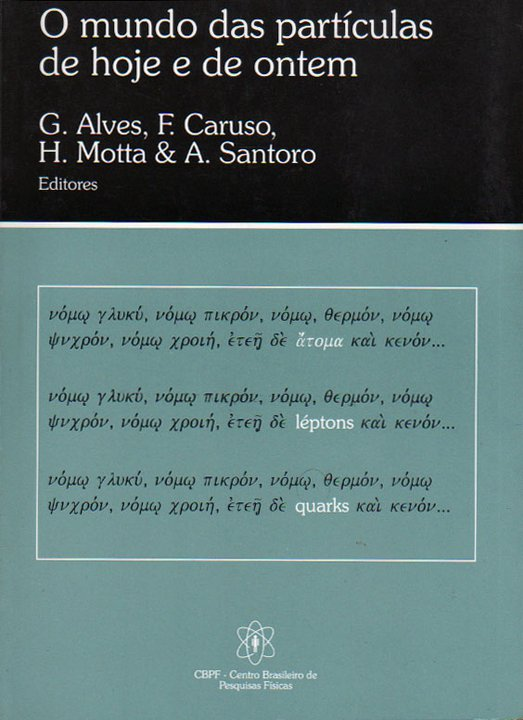 O mundo das partículas
de hoje e de ontem
G. Alves, F. Caruso,
H. Motta & A. Santoro
Editores
νόμῳ γλυκύ, νόμῳ πικρόν, νόμῳ, θερμόν, νόμῳ
ψνχρόν, νόμῳ χροιή, ἐτεῇ δὲ ἄτομα καὶ κενόν...
νόμῳ γλυκύ, νόμῳ πικρόν, νόμῳ, θερμόν, νόμῳ
ψνχρόν, νόμῳ χροιή, ἐτεῇ δὲ léptons καὶ κενόν...
νόμῳ γλυκύ, νόμῳ πικρόν, νόμῳ, θερμόν, νόμῳ
ψνχρόν, νόμῳ χροιή, ἐτεῇ δὲ quarks καὶ κενόν...
CBPF - Centro Brasileiro de
Pesquisas Físicas